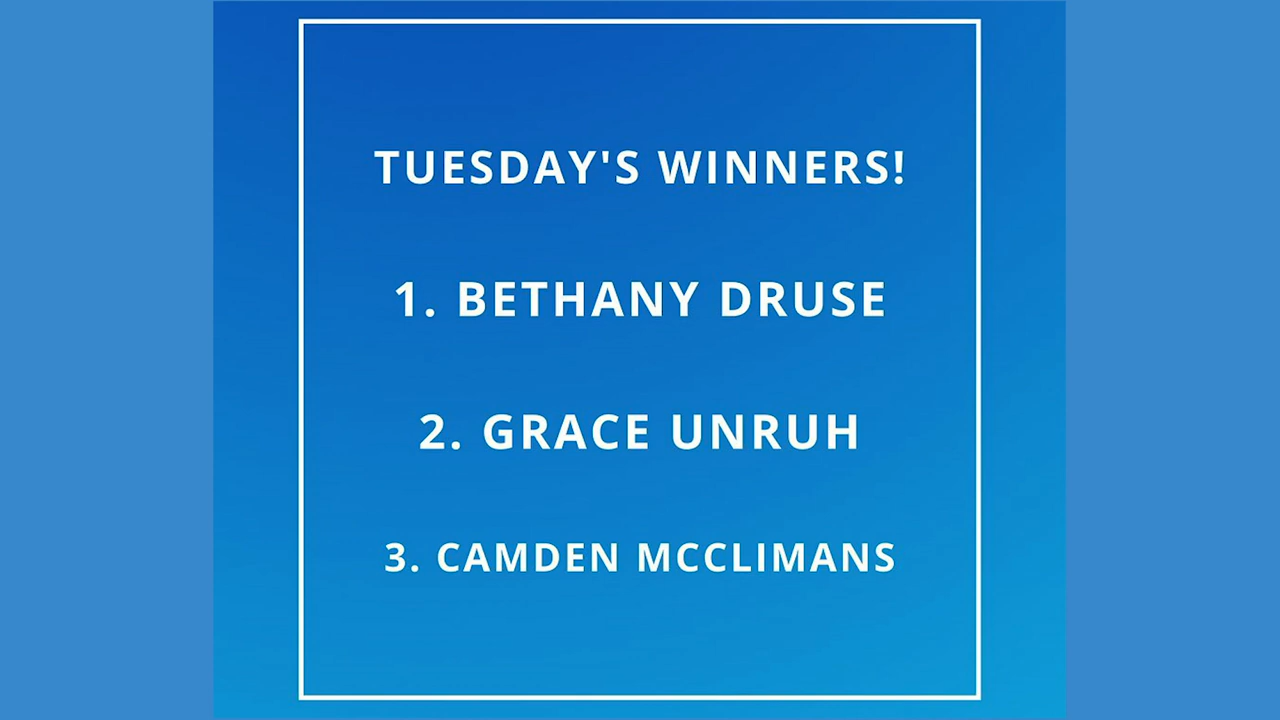 TUESDAY'S WINNERS!
1. BETHANY DRUSE
2. GRACE UNRUH
3. CAMDEN MCCLIMANS